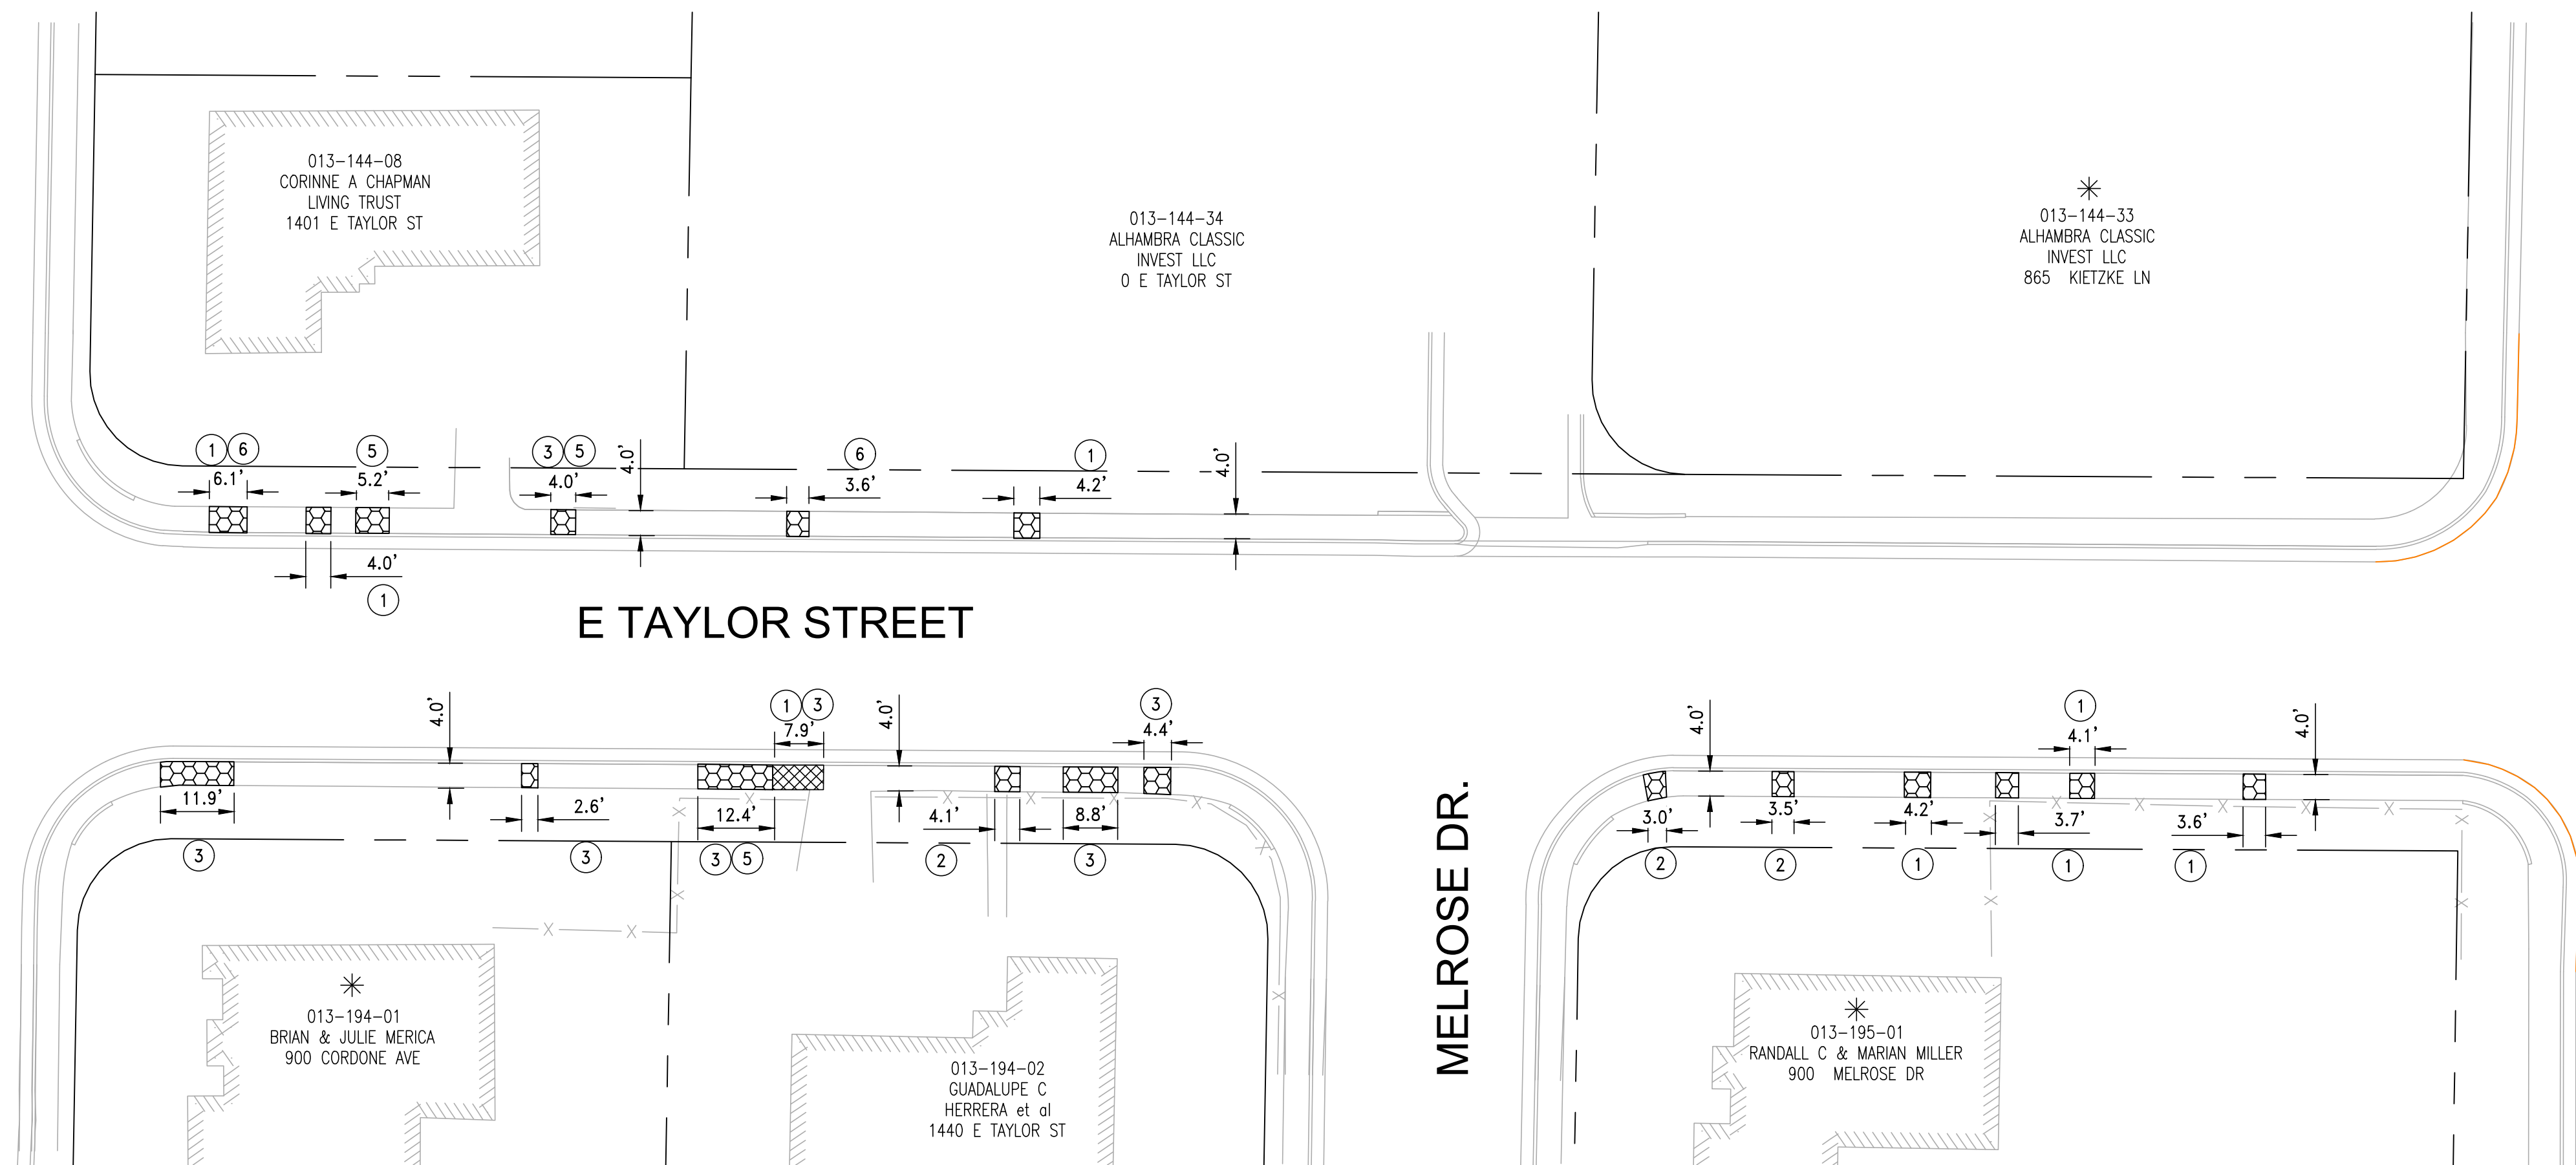 013-144-08
CORINNE A CHAPMAN
LIVING TRUST
1401 E TAYLOR ST
013-144-34
ALHAMBRA CLASSIC
INVEST LLC
0 E TAYLOR ST
013-144-33
ALHAMBRA CLASSIC
INVEST LLC
865 KIETZKE LN
1 6
6.1'
5
5.2'
3 5
4.0'
4.0'
6
3.6'
1
4.2'
4.0'
4.0'
1
E TAYLOR STREET
4.0'
1 3
7.9'
4.0'
3
4.4'
11.9'
3
2.6'
3
12.4'
3 5
4.1'
2
8.8'
3
MELROSE DR.
4.0'
1
4.1'
4.0'
3.0'
2
3.5'
2
4.2'
1
3.7'
1
3.6'
1
013-194-01
BRIAN & JULIE MERICA
900 CORDONE AVE
013-194-02
GUADALUPE C
HERRERA et al
1440 E TAYLOR ST
013-195-01
RANDALL C & MARIAN MILLER
900 MELROSE DR